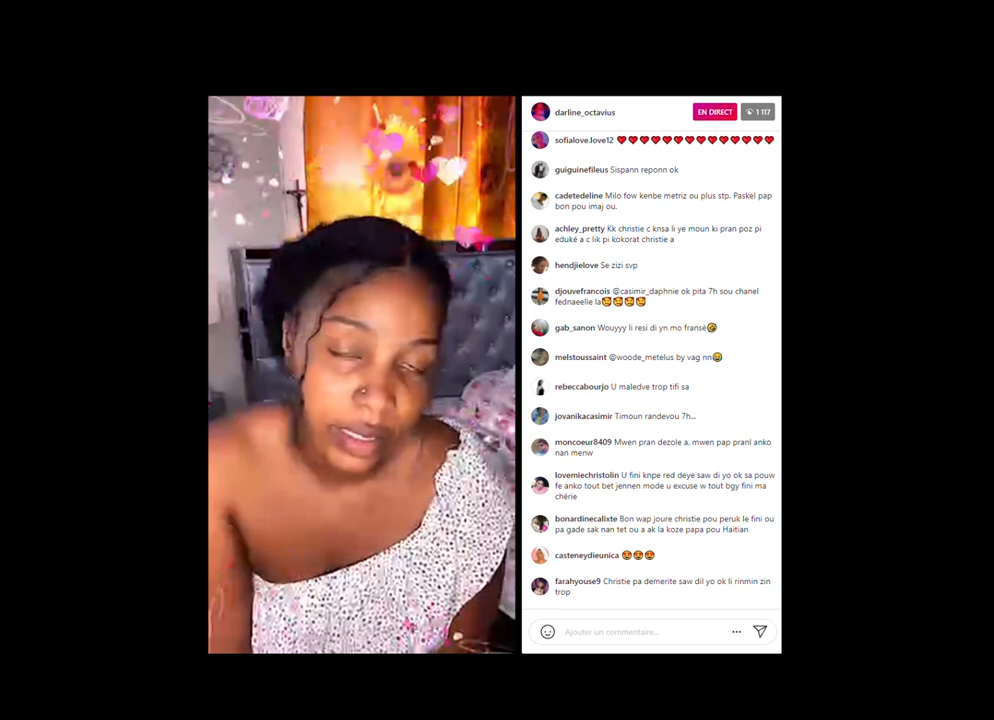 darline_octavius
EN DIRECT
1 117
sofialove.love12 ❤️❤️❤️❤️❤️❤️❤️❤️❤️❤️❤️❤️❤️❤️
guiguinefileus Sispann reponn ok
cadetedeline Milo fow kenbe metriz ou plus stp. Paskel pap
bon pou imaj ou.
achley_pretty Kk christie c knsa li ye moun ki pran poz pi
eduké a c lik pi kokorat christie a
hendjielove Se zizi svp
djouvefrancois @casimir_daphnie ok pita 7h sou chanel
fednaeelle la🥰🥰🥰🥰
gab_sanon Wouyyy li resi di yn mo fransè🤣
melstoussaint @woode_metelus by vag nn😂
rebeccabourjo U maledve trop tifi sa
jovanikacasimir Timoun randevou 7h...
moncoeur8409 Mwen pran dezole a, mwen pap pranl anko
nan menw
lovemiechristolin U fini knpe red deye saw di yo ok sa pouw
fe anko tout bet jennen mode u excuse w tout bgy fini ma
chérie
bonardinecalixte Bon wap joure christie pou peruk le fini ou
pa gade sak nan tet ou a ak la koze papa pou Haitian
casteneydieunica 🤩🤩🤩
farahyouse9 Christie pa demerite saw dil yo ok li rinmin zin
trop
Ajouter un commentaire...